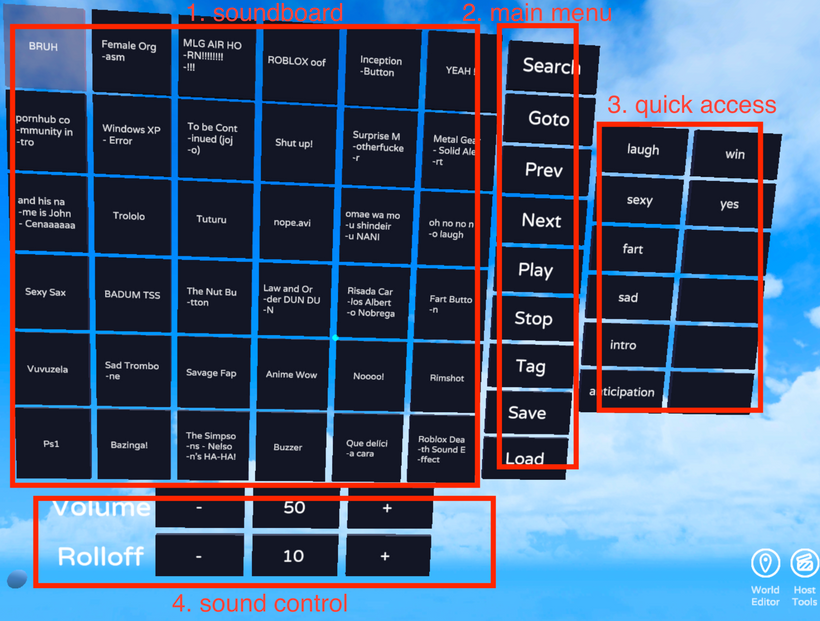 1. soundboard
2. main menu
BRUH
Female Org
-asm
MLG AIR HO
-RN!!!!!!!!
-!!!
ROBLOX oof
Inception
-Button
YEAH !
pornhub co
-mmunity in
-tro
Windows XP
- Error
To be Cont
-inued (joj
-o)
Shut up!
Surprise M
-otherfucke
-r
Metal Gear
- Solid Ale
-rt
and his na
-me is John
- Cenaaaaaa
Trololo
Tuturu
nope.avi
omae wa mo
-u shindeir
-u NANI
oh no no n
-o laugh
Sexy Sax
BADUM TSS
The Nut Bu
-tton
Law and Or
-der DUN DU
-N
Risada Car
-los Albert
-o Nobrega
Fart Butto
-n
Vuvuzela
Sad Trombo
-ne
Savage Fap
Anime Wow
Noooo!
Rimshot
Ps1
Bazinga!
The Simpso
-ns - Nelso
-n's HA-HA!
Buzzer
Que delici
-a cara
Roblox Dea
-th Sound E
-ffect
Search
Goto
Prev
Next
Play
Stop
Tag
Save
Load
3. quick access
laugh
win
sexy
yes
fart
sad
intro
anticipation
Volume
-
50
+
Rolloff
-
10
+
4. sound control
World
Editor
Host
Tools